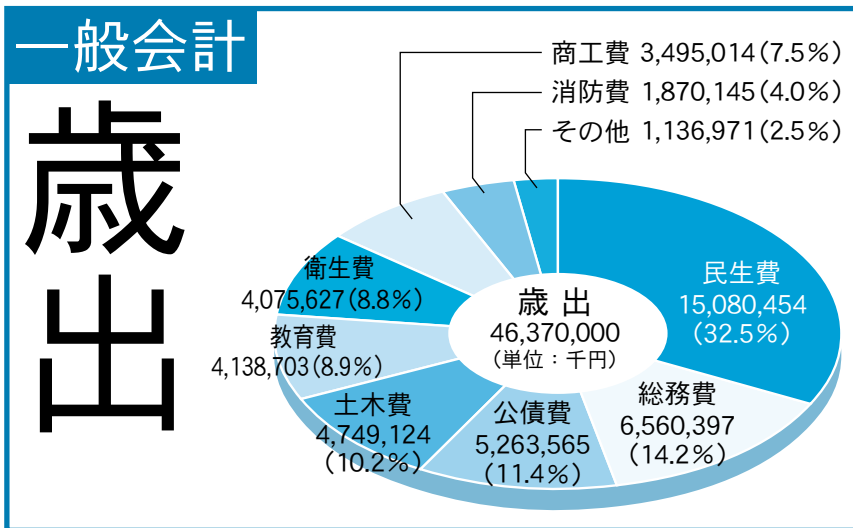 一般会計
歳出
商工費 3,495,014(7.5%)
消防費 1,870,145(4.0%)
その他 1,136,971(2.5%)
民生費
15,080,454
(32.5%)
総務費
6,560,397
(14.2%)
公債費
5,263,565
(11.4%)
土木費
4,749,124
(10.2%)
教育費
4,138,703(8.9%)
衛生費
4,075,627(8.8%)
歳出
46,370,000
(単位:千円)